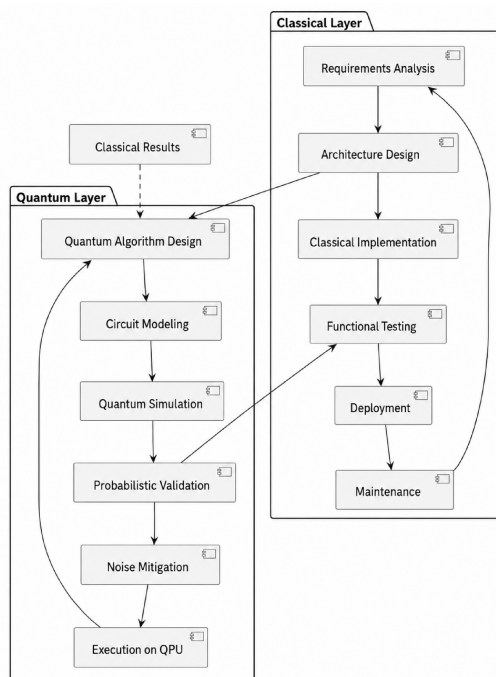 Classical Layer
Requirements Analysis
Classical Results
Architecture Design
Quantum Layer
Quantum Algorithm Design
Classical Implementation
Circuit Modeling
Functional Testing
Quantum Simulation
Deployment
Probabilistic Validation
Maintenance
Noise Mitigation
Execution on QPU